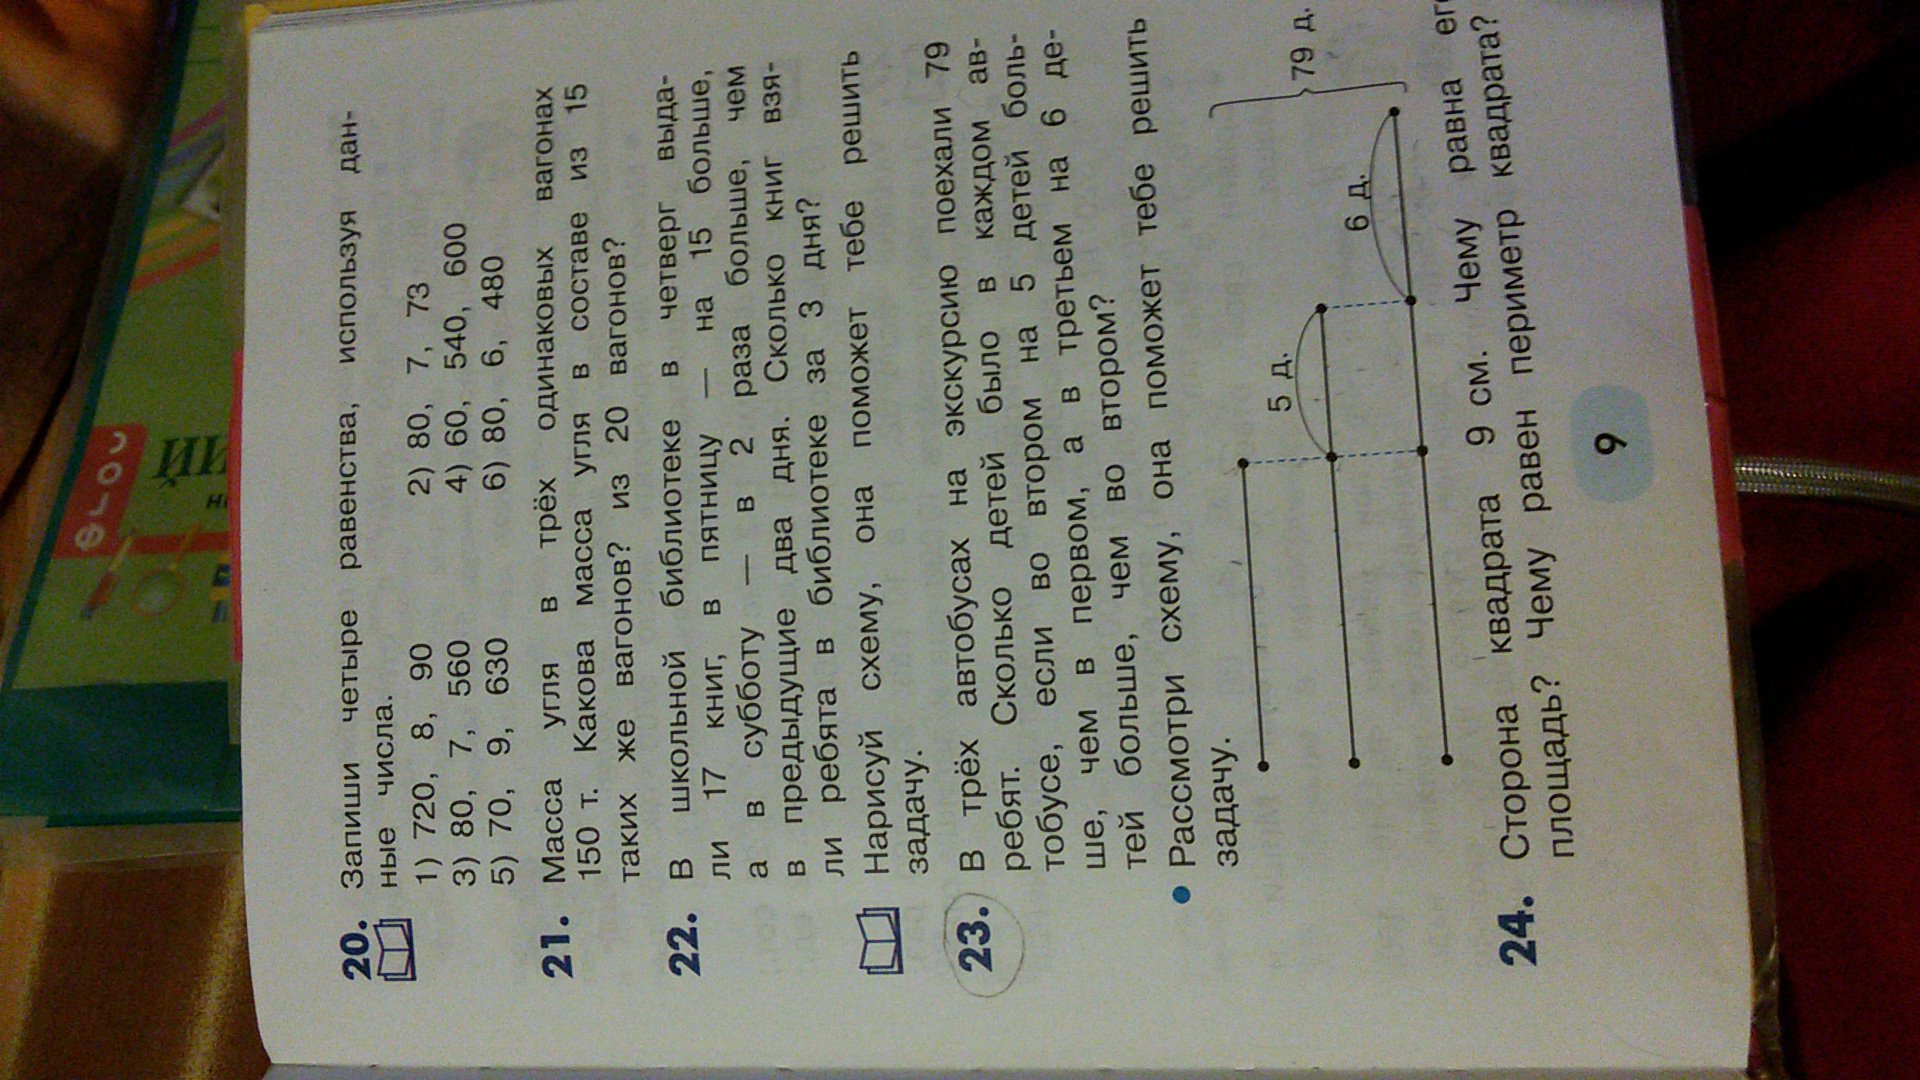 20. Запиши четыре равенства, используя дан-
ные числа.
1) 720, 8, 90 2) 80, 7, 73
3) 80, 7, 560 4) 60, 540, 600
5) 70, 9, 630 6) 80, 6, 480
21. Масса угля в трёх одинаковых вагонах
150 т. Какова масса угля в составе из 15
таких же вагонов? из 20 вагонов?
22. В школьной библиотеке в четверг выда-
ли 17 книг, в пятницу — на 15 больше,
а в субботу — в 2 раза больше, чем
в предыдущие два дня. Сколько книг взя-
ли ребята в библиотеке за 3 дня?
Нарисуй схему, она поможет тебе решить
задачу.
23. В трёх автобусах на экскурсию поехали 79
ребят. Сколько детей было в каждом ав-
тобусе, если во втором на 5 детей боль-
ше, чем в первом, а в третьем на 6 де-
тей больше, чем во втором?
• Рассмотри схему, она поможет тебе решить
задачу.
5 д.
6 д.
79 д.
24. Сторона квадрата 9 см. Чему равна его
площадь? Чему равен периметр квадрата?
9